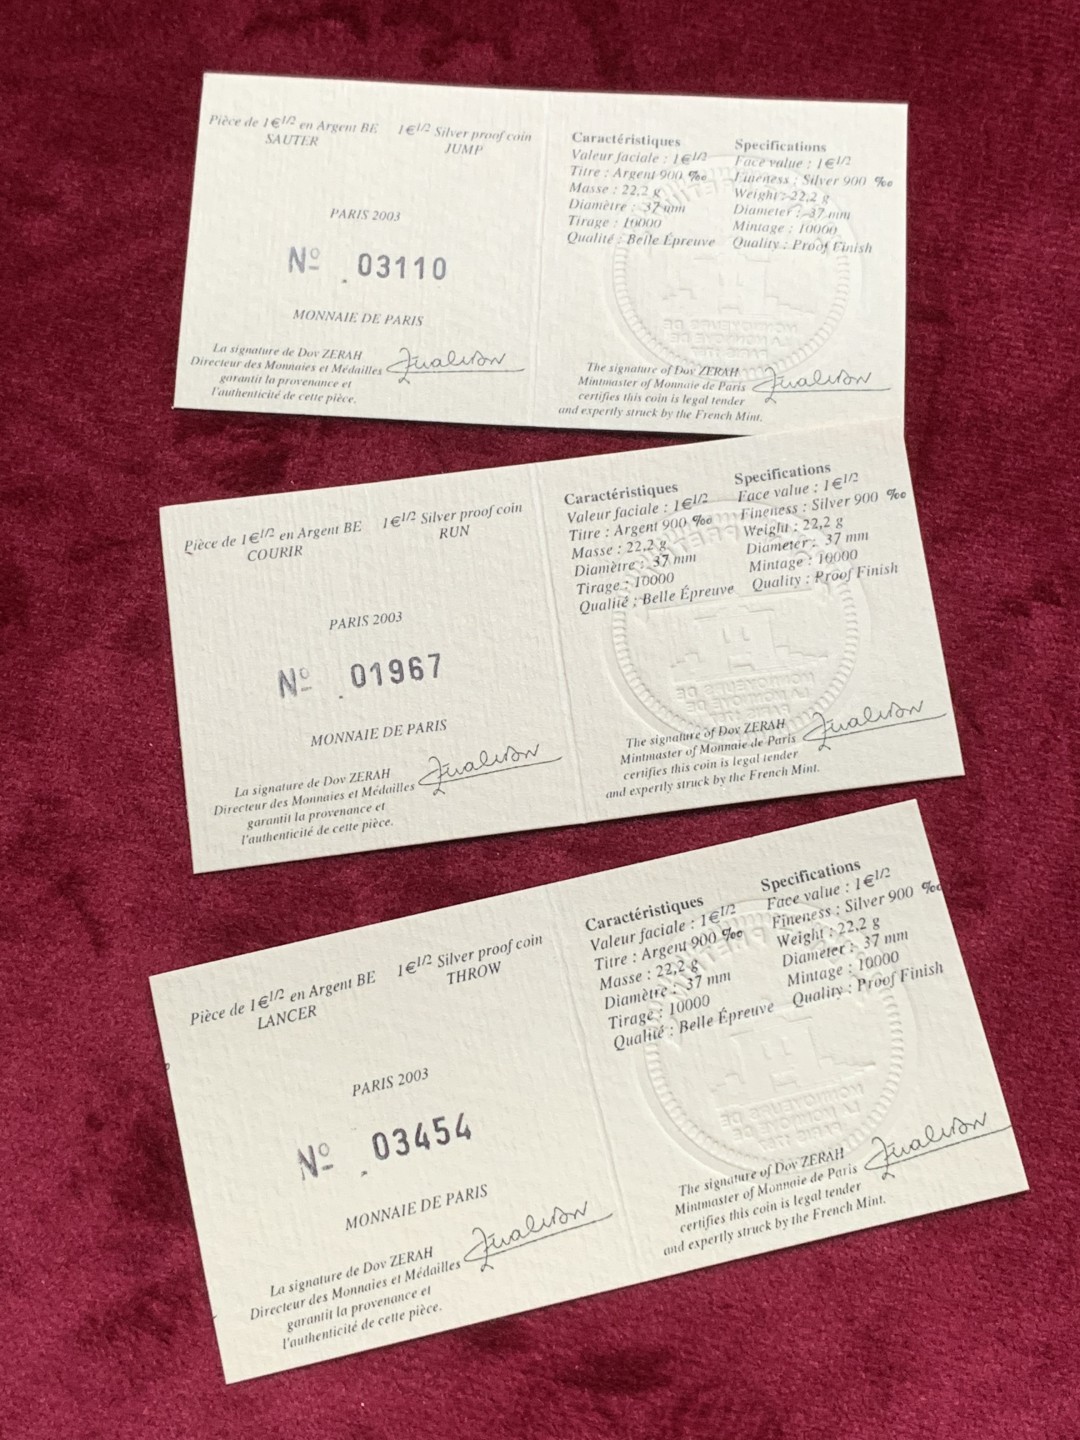 Pièce de 1€1/2 en Argent BE
SAUTER
1€1/2 Silver proof coin
JUMP
PARIS 2003
Nº 03110
MONNAIE DE PARIS
La signature de Dov ZERAH
Directeur des Monnaies et Médailles
garantit la provenance et
l'authenticité de cette pièce.
Caractéristiques
Valeur faciale : 1€1/2
Titre : Argent 900 ‰
Masse : 22,2 g
Diamètre : 37 mm
Tirage : 10000
Qualité : Belle Épreuve
Specifications
Face value : 1€1/2
Fineness : Silver 900 ‰
Weight : 22,2 g
Diameter : 37 mm
Mintage : 10000
Quality : Proof Finish
The signature of Dov ZERAH
Mintmaster of Monnaie de Paris
certifies this coin is legal tender
and expertly struck by the French Mint.
Pièce de 1€1/2 en Argent BE
COURIR
1€1/2 Silver proof coin
RUN
PARIS 2003
Nº 01967
MONNAIE DE PARIS
La signature de Dov ZERAH
Directeur des Monnaies et Médailles
garantit la provenance et
l'authenticité de cette pièce.
Caractéristiques
Valeur faciale : 1€1/2
Titre : Argent 900 ‰
Masse : 22,2 g
Diamètre : 37 mm
Tirage : 10000
Qualité : Belle Épreuve
Specifications
Face value : 1€1/2
Fineness : Silver 900 ‰
Weight : 22,2 g
Diameter : 37 mm
Mintage : 10000
Quality : Proof Finish
The signature of Dov ZERAH
Mintmaster of Monnaie de Paris
certifies this coin is legal tender
and expertly struck by the French Mint.
Pièce de 1€1/2 en Argent BE
LANCER
1€1/2 Silver proof coin
THROW
PARIS 2003
Nº 03454
MONNAIE DE PARIS
La signature de Dov ZERAH
Directeur des Monnaies et Médailles
garantit la provenance et
l'authenticité de cette pièce.
Caractéristiques
Valeur faciale : 1€1/2
Titre : Argent 900 ‰
Masse : 22,2 g
Diamètre : 37 mm
Tirage : 10000
Qualité : Belle Épreuve
Specifications
Face value : 1€1/2
Fineness : Silver 900 ‰
Weight : 22,2 g
Diameter : 37 mm
Mintage : 10000
Quality : Proof Finish
The signature of Dov ZERAH
Mintmaster of Monnaie de Paris
certifies this coin is legal tender
and expertly struck by the French Mint.